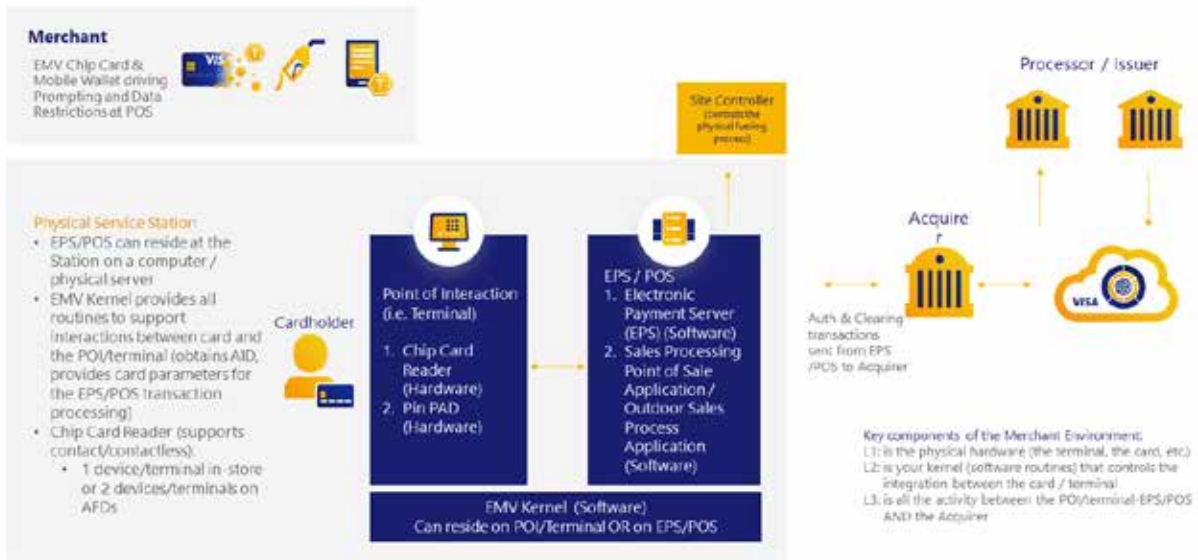 Merchant
EMV Chip Card &
Mobile Wallet driving
Prompting and Data
Restrictions at POS
VISA
Site Controller
(controls the
physical fueling
process)
Processor / Issuer
Physical Service Station:
• EPS/POS can reside at the
Station on a computer /
physical server
• EMV Kernel provides all
routines to support
interactions between card and
the POI/terminal (obtains AID,
provides card parameters for
the EPS/POS transaction
processing)
• Chip Card Reader (supports
contact/contactless):
• 1 device/terminal in-store
or 2 devices/terminals on
AFDs
Cardholder
Point of Interaction
(i.e. Terminal)
1. Chip Card
Reader
(Hardware)
2. Pin PAD
(Hardware)
EPS / POS
1. Electronic
Payment Server
(EPS) (Software)
2. Sales Processing
Point of Sale
Application /
Outdoor Sales
Process
Application
(Software)
EMV Kernel (Software)
Can reside on POI/Terminal OR on EPS/POS
Auth & Clearing
transactions
sent from EPS
/POS to Acquirer
Acquire
r
VISA
Key components of the Merchant Environment:
L1: is the physical hardware (the terminal, the card, etc.)
L2: is your kernel (software routines) that controls the
integration between the card / terminal
L3: is all the activity between the POI/terminal-EPS/POS
AND the Acquirer